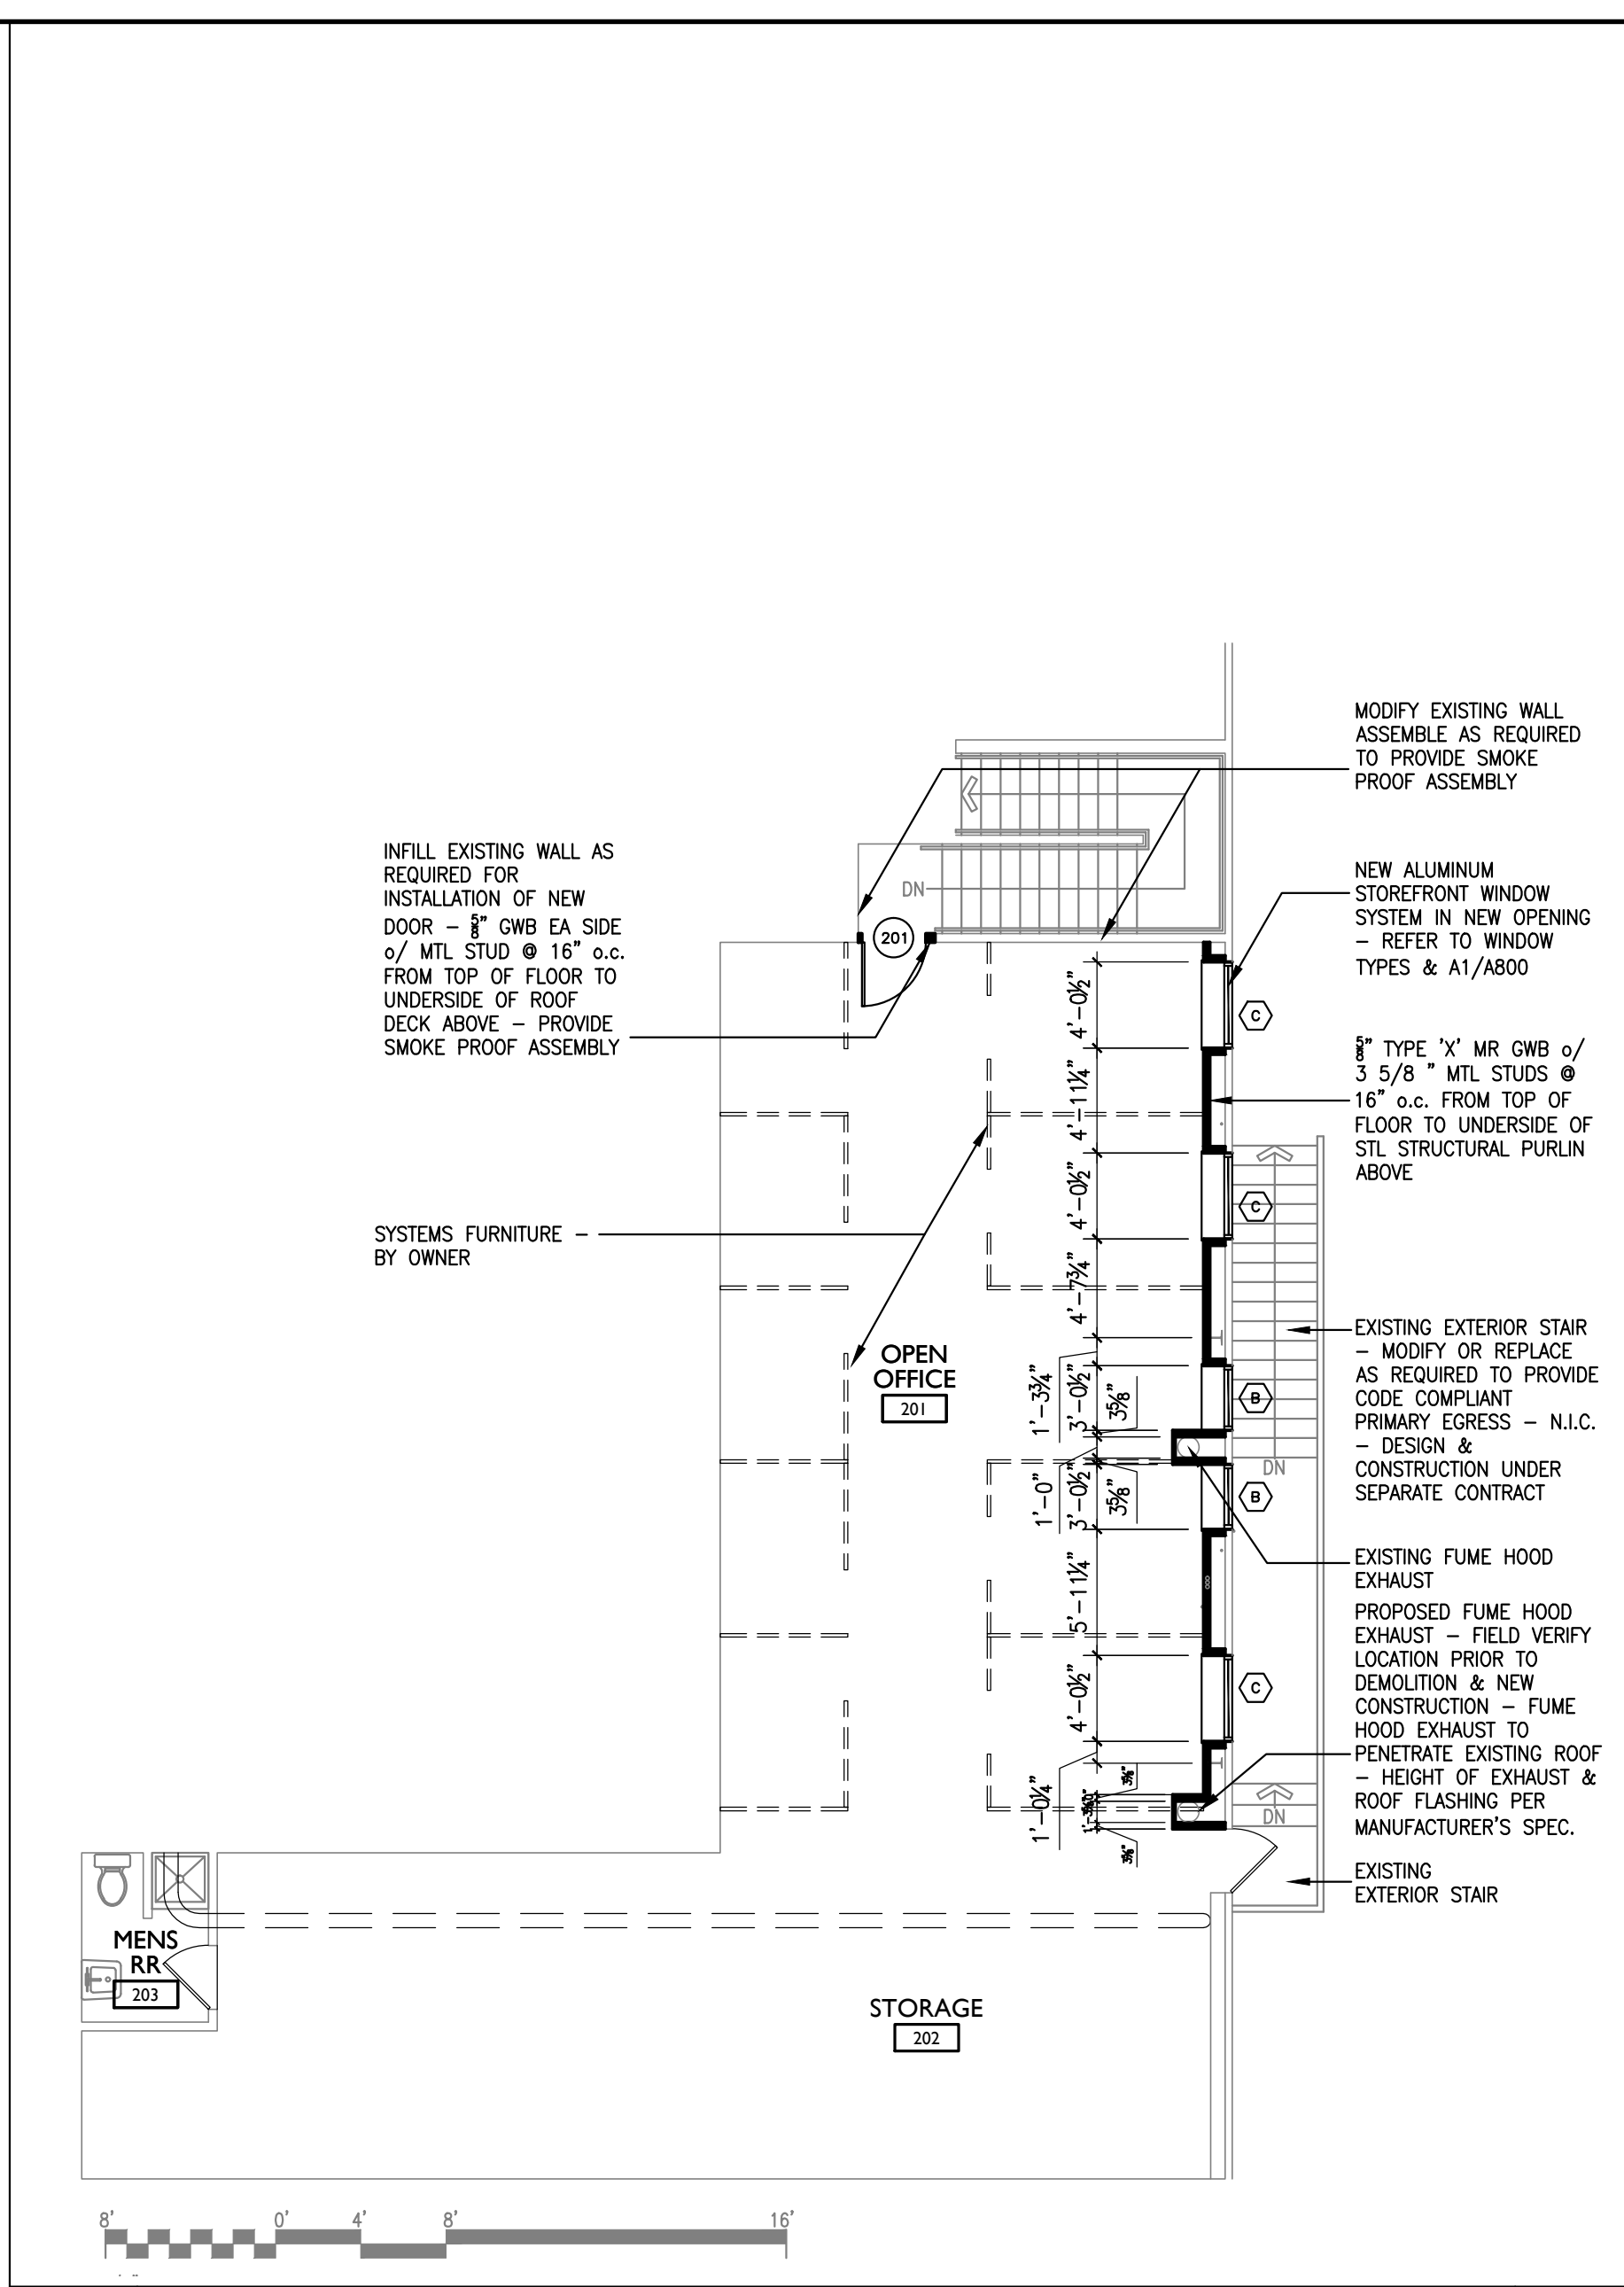 MODIFY EXISTING WALL
ASSEMBLE AS REQUIRED
TO PROVIDE SMOKE
PROOF ASSEMBLY
INFILL EXISTING WALL AS
REQUIRED FOR
INSTALLATION OF NEW
DOOR – ⅝" GWB EA SIDE
o/ MTL STUD @ 16" o.c.
FROM TOP OF FLOOR TO
UNDERSIDE OF ROOF
DECK ABOVE – PROVIDE
SMOKE PROOF ASSEMBLY
DN
201
NEW ALUMINUM
STOREFRONT WINDOW
SYSTEM IN NEW OPENING
– REFER TO WINDOW
TYPES & A1/A800
4'-0½"
C
⅝" TYPE 'X' MR GWB o/
3 5/8 " MTL STUDS @
16" o.c. FROM TOP OF
FLOOR TO UNDERSIDE OF
STL STRUCTURAL PURLIN
ABOVE
4'-11¼"
4'-0½"
C
SYSTEMS FURNITURE –
BY OWNER
4'-7¾"
EXISTING EXTERIOR STAIR
– MODIFY OR REPLACE
AS REQUIRED TO PROVIDE
CODE COMPLIANT
PRIMARY EGRESS – N.I.C.
– DESIGN &
CONSTRUCTION UNDER
SEPARATE CONTRACT
OPEN
OFFICE
201
1'-3¾"
3'-0½"
3⅝"
B
DN
1'-0"
3'-0½"
3⅝"
B
EXISTING FUME HOOD
EXHAUST
5'-11¼"
PROPOSED FUME HOOD
EXHAUST – FIELD VERIFY
LOCATION PRIOR TO
DEMOLITION & NEW
CONSTRUCTION – FUME
HOOD EXHAUST TO
PENETRATE EXISTING ROOF
– HEIGHT OF EXHAUST &
ROOF FLASHING PER
MANUFACTURER'S SPEC.
4'-0½"
C
1'-0¼"
3⅝"
3⅝"
DN
EXISTING
EXTERIOR STAIR
MENS
RR
203
STORAGE
202
8' 0' 4' 8' 16'